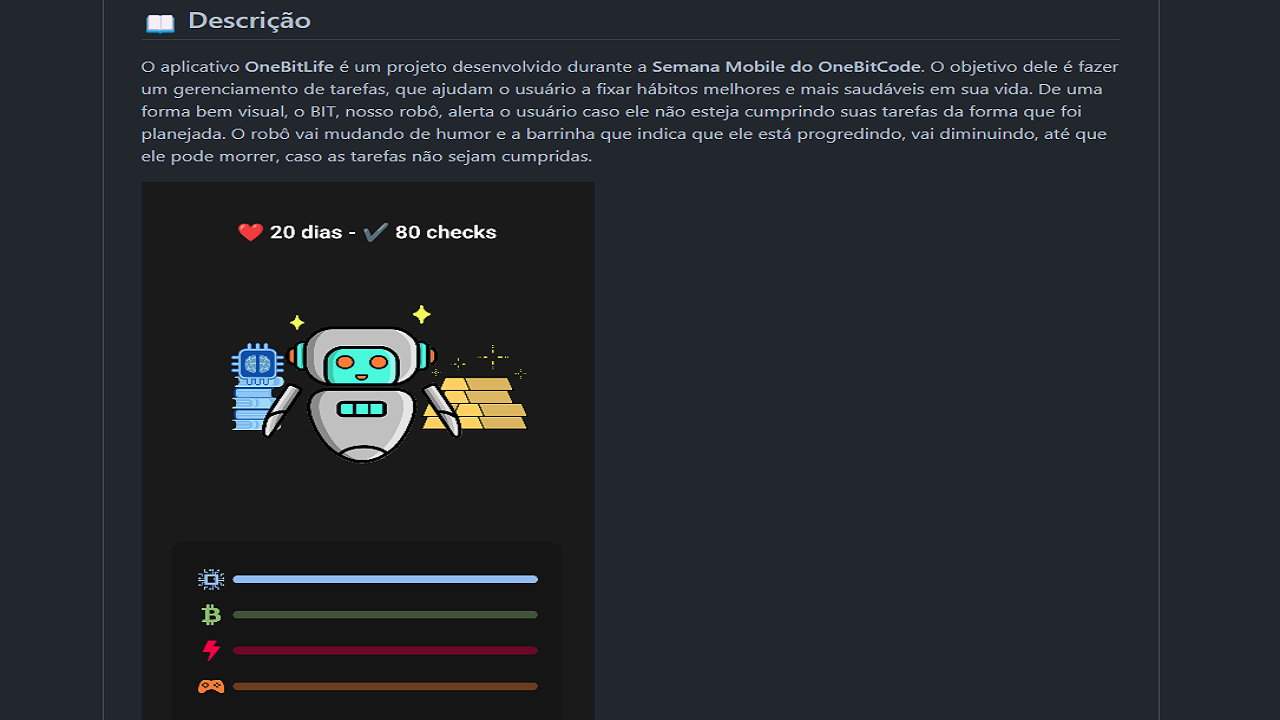 Descrição
O aplicativo OneBitLife é um projeto desenvolvido durante a Semana Mobile do OneBitCode. O objetivo dele é fazer
um gerenciamento de tarefas, que ajudam o usuário a fixar hábitos melhores e mais saudáveis em sua vida. De uma
forma bem visual, o BIT, nosso robô, alerta o usuário caso ele não esteja cumprindo suas tarefas da forma que foi
planejada. O robô vai mudando de humor e a barrinha que indica que ele está progredindo, vai diminuindo, até que
ele pode morrer, caso as tarefas não sejam cumpridas.
❤️ 20 dias - ✔️ 80 checks